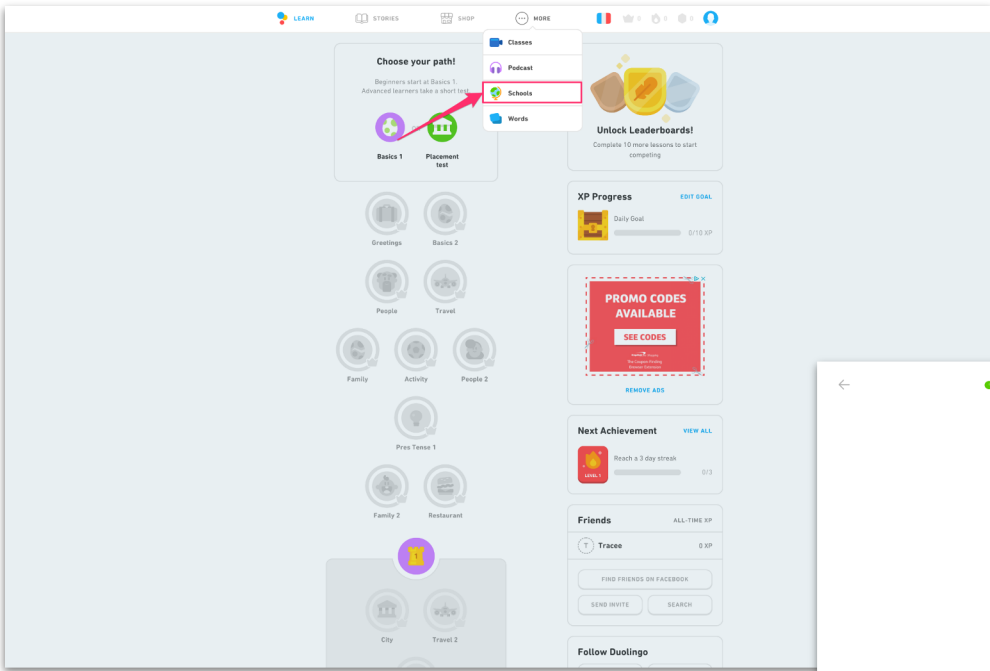 LEARN
STORIES
SHOP
MORE
0
0
0
Classes
Podcast
Schools
Words
Choose your path!
Beginners start at Basics 1.
Advanced learners take a short test
OR
Basics 1
Placement
test
Greetings
Basics 2
People
Travel
Family
Activity
People 2
Pres Tense 1
Family 2
Restaurant
1
City
Travel 2
Unlock Leaderboards!
Complete 10 more lessons to start
competing
XP Progress
EDIT GOAL
Daily Goal
0/10 XP
PROMO CODES
AVAILABLE
SEE CODES
REMOVE ADS
Next Achievement
VIEW ALL
Reach a 3 day streak
LEVEL 1
0/3
Friends
ALL-TIME XP
T
Tracee
0 XP
FIND FRIENDS ON FACEBOOK
SEND INVITE
SEARCH
Follow Duolingo